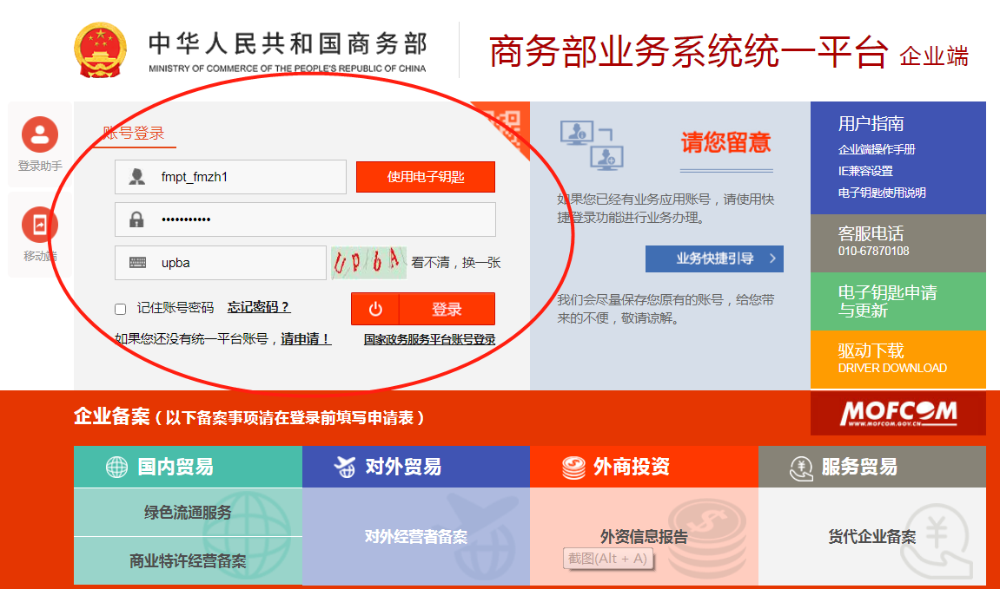 中华人民共和国商务部
MINISTRY OF COMMERCE OF THE PEOPLE'S REPUBLIC OF CHINA
商务部业务系统统一平台 企业端
登录助手
移动端
账号登录
fmpt_fmzh1
使用电子钥匙
•••••••••••
upba
UpbA
看不清，换一张
记住账号密码 忘记密码？
登录
如果您还没有统一平台账号，请申请！
国家政务服务平台账号登录
请您留意
如果您已经有业务应用账号，请使用快
捷登录功能进行业务办理。
业务快捷引导
我们会尽量保存您原有的账号，给您带
来的不便，敬请谅解。
用户指南
企业端操作手册
IE兼容设置
电子钥匙使用说明
客服电话
010-67870108
电子钥匙申请
与更新
驱动下载
DRIVER DOWNLOAD
MOFCOM
WWW.MOFCOM.GOV.CN
企业备案（以下备案事项请在登录前填写申请表）
国内贸易
绿色流通服务
商业特许经营备案
对外贸易
对外经营者备案
外商投资
外资信息报告
截图(Alt + A)
服务贸易
货代企业备案